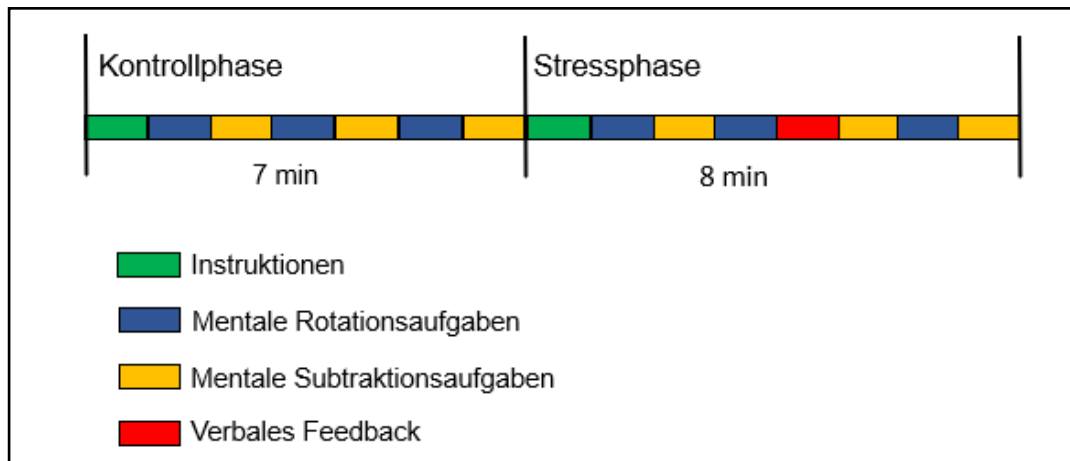 Kontrollphase
Stressphase
7 min
8 min
Instruktionen
Mentale Rotationsaufgaben
Mentale Subtraktionsaufgaben
Verbales Feedback